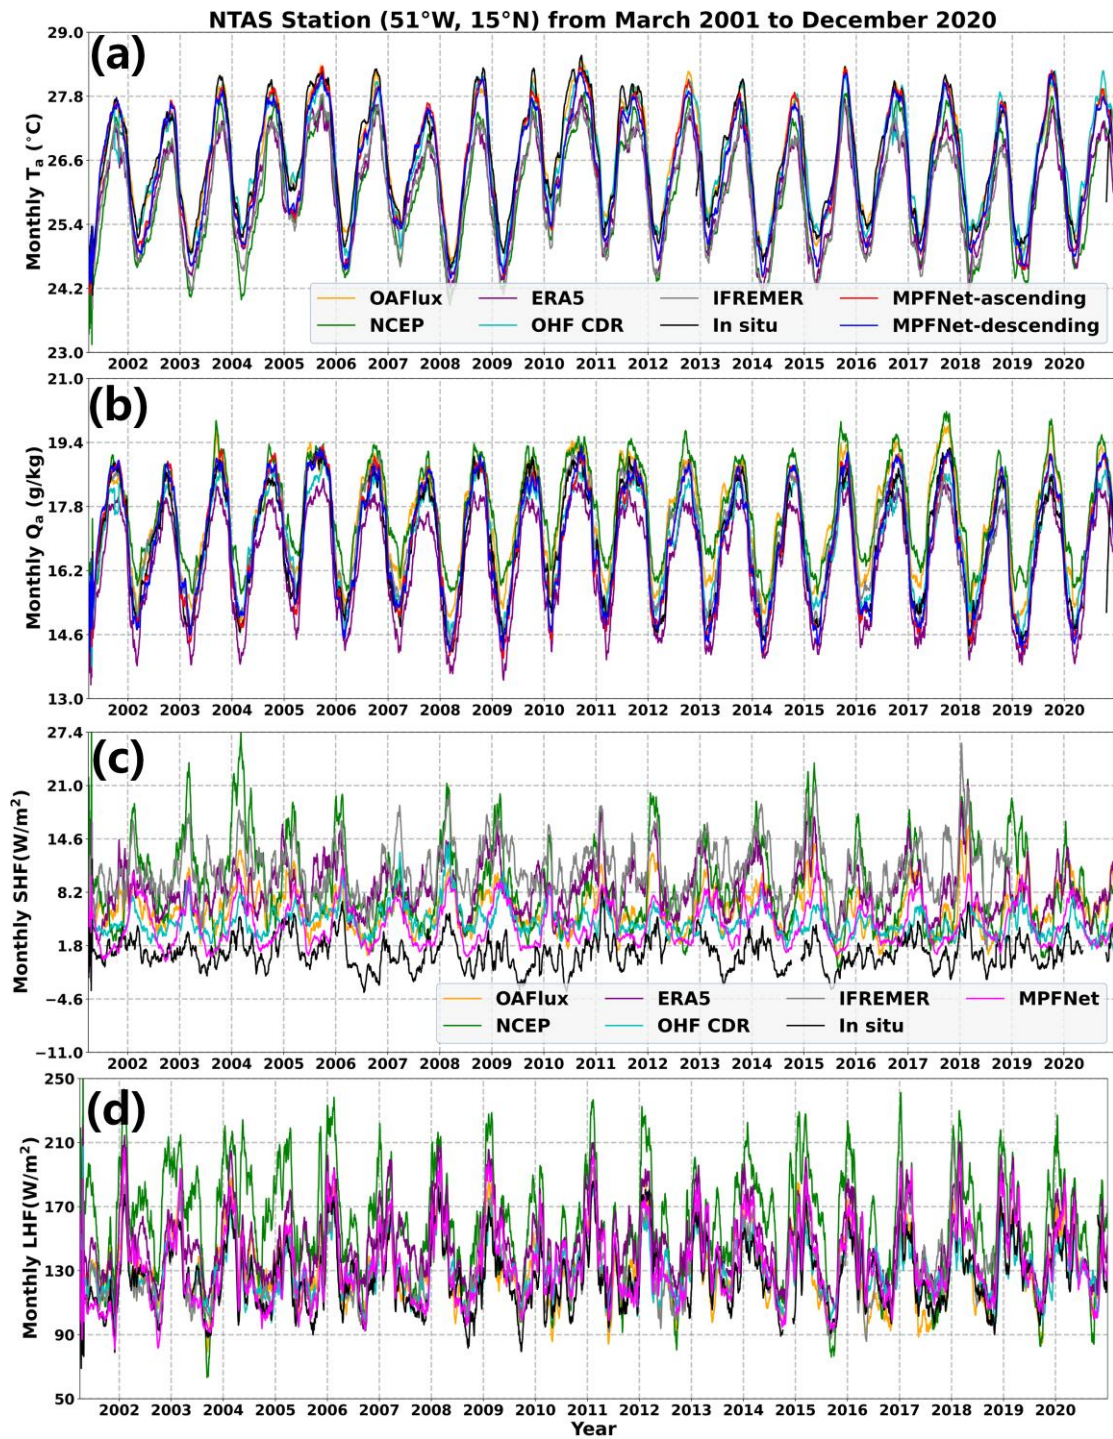 NTAS Station (51°W, 15°N) from March 2001 to December 2020
(a)
Monthly Ta (°C)
29.0
27.8
26.6
25.4
24.2
23.0
OAFlux ERA5 IFREMER MPFNet-ascending
NCEP OHF CDR In situ MPFNet-descending
2002 2003 2004 2005 2006 2007 2008 2009 2010 2011 2012 2013 2014 2015 2016 2017 2018 2019 2020
(b)
Monthly Qa (g/kg)
21.0
19.4
17.8
16.2
14.6
13.0
2002 2003 2004 2005 2006 2007 2008 2009 2010 2011 2012 2013 2014 2015 2016 2017 2018 2019 2020
(c)
Monthly SHF(W/m²)
27.4
21.0
14.6
8.2
1.8
−4.6
−11.0
OAFlux ERA5 IFREMER MPFNet
NCEP OHF CDR In situ
2002 2003 2004 2005 2006 2007 2008 2009 2010 2011 2012 2013 2014 2015 2016 2017 2018 2019 2020
(d)
Monthly LHF(W/m²)
250
210
170
130
90
50
2002 2003 2004 2005 2006 2007 2008 2009 2010 2011 2012 2013 2014 2015 2016 2017 2018 2019 2020
Year